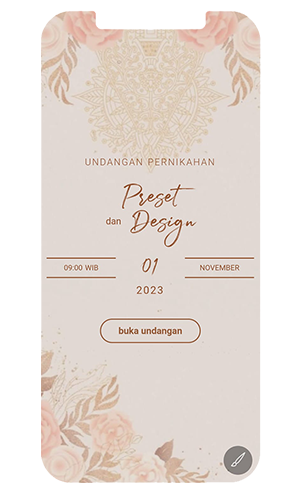 UNDANGAN PERNIKAHAN
Preset
dan Design
09:00 WIB 01 NOVEMBER
2023
buka undangan